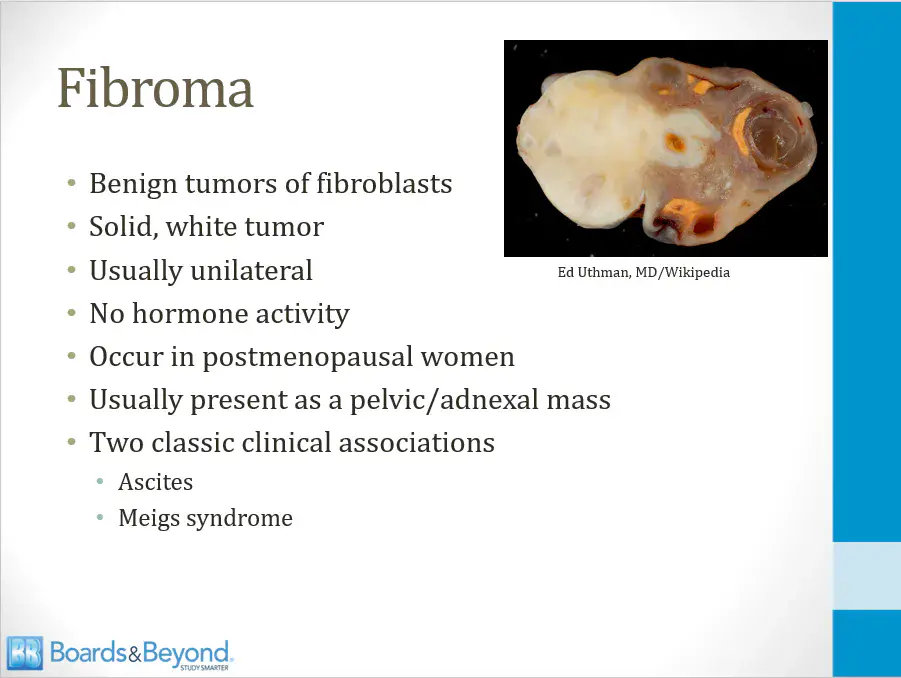 Fibroma
Ed Uthman, MD/Wikipedia
• Benign tumors of fibroblasts
• Solid, white tumor
• Usually unilateral
• No hormone activity
• Occur in postmenopausal women
• Usually present as a pelvic/adnexal mass
• Two classic clinical associations
• Ascites
• Meigs syndrome
BB Boards&Beyond.
STUDY SMARTER